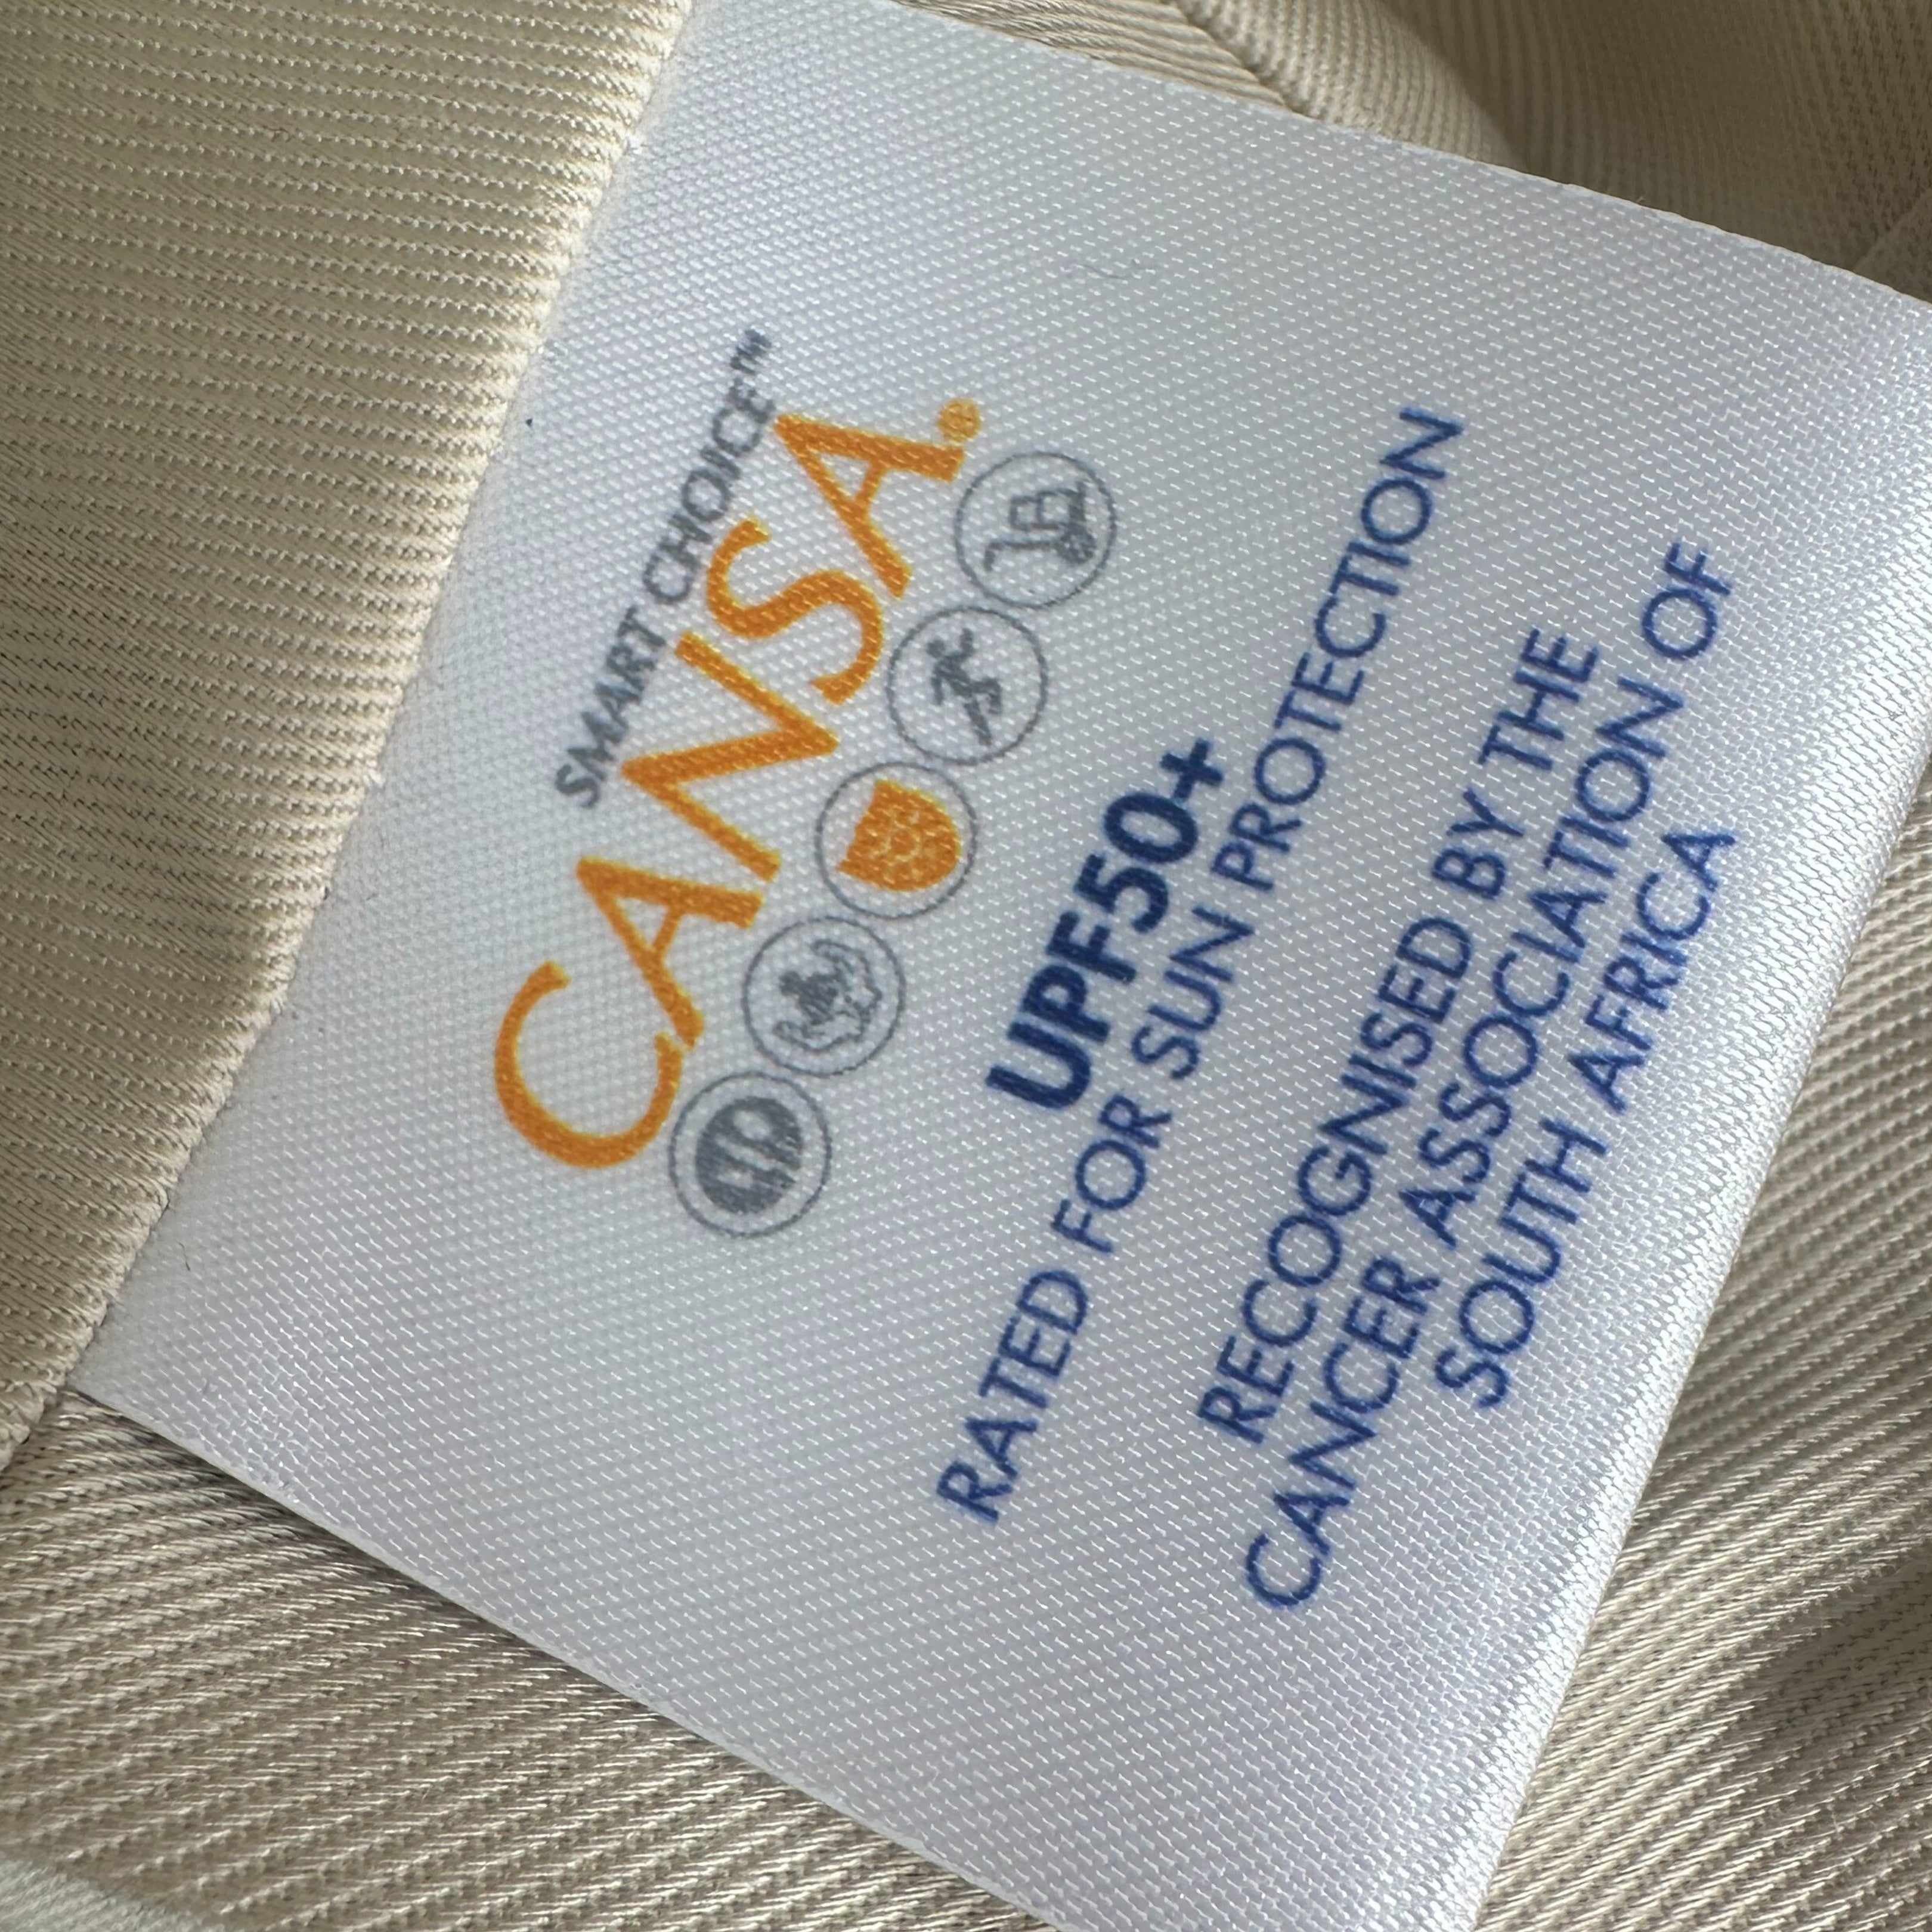 SMART CHOICE™
CANSA®
UPF50+
RATED FOR SUN PROTECTION
RECOGNISED BY THE
CANCER ASSOCIATION OF
SOUTH AFRICA